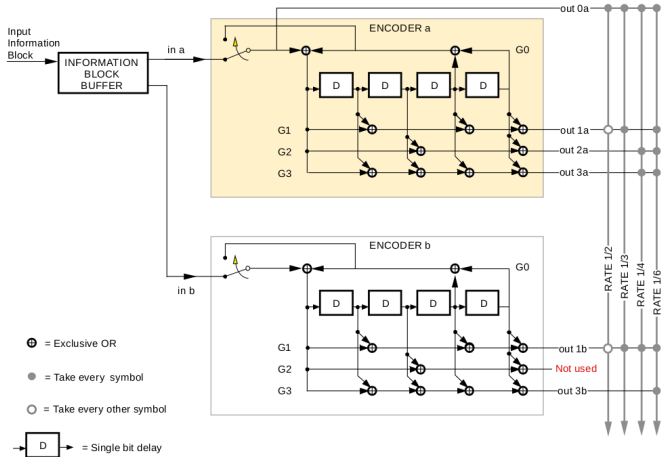 out 0a
ENCODER a
Input
Information
Block
in a
G0
INFORMATION
BLOCK
BUFFER
D D D D
G1
out 1a
G2
out 2a
G3
out 3a
RATE 1/2
RATE 1/3
RATE 1/4
RATE 1/6
ENCODER b
G0
in b
D D D D
= Exclusive OR
G1
out 1b
G2
Not used
= Take every symbol
G3
out 3b
= Take every other symbol
D
= Single bit delay